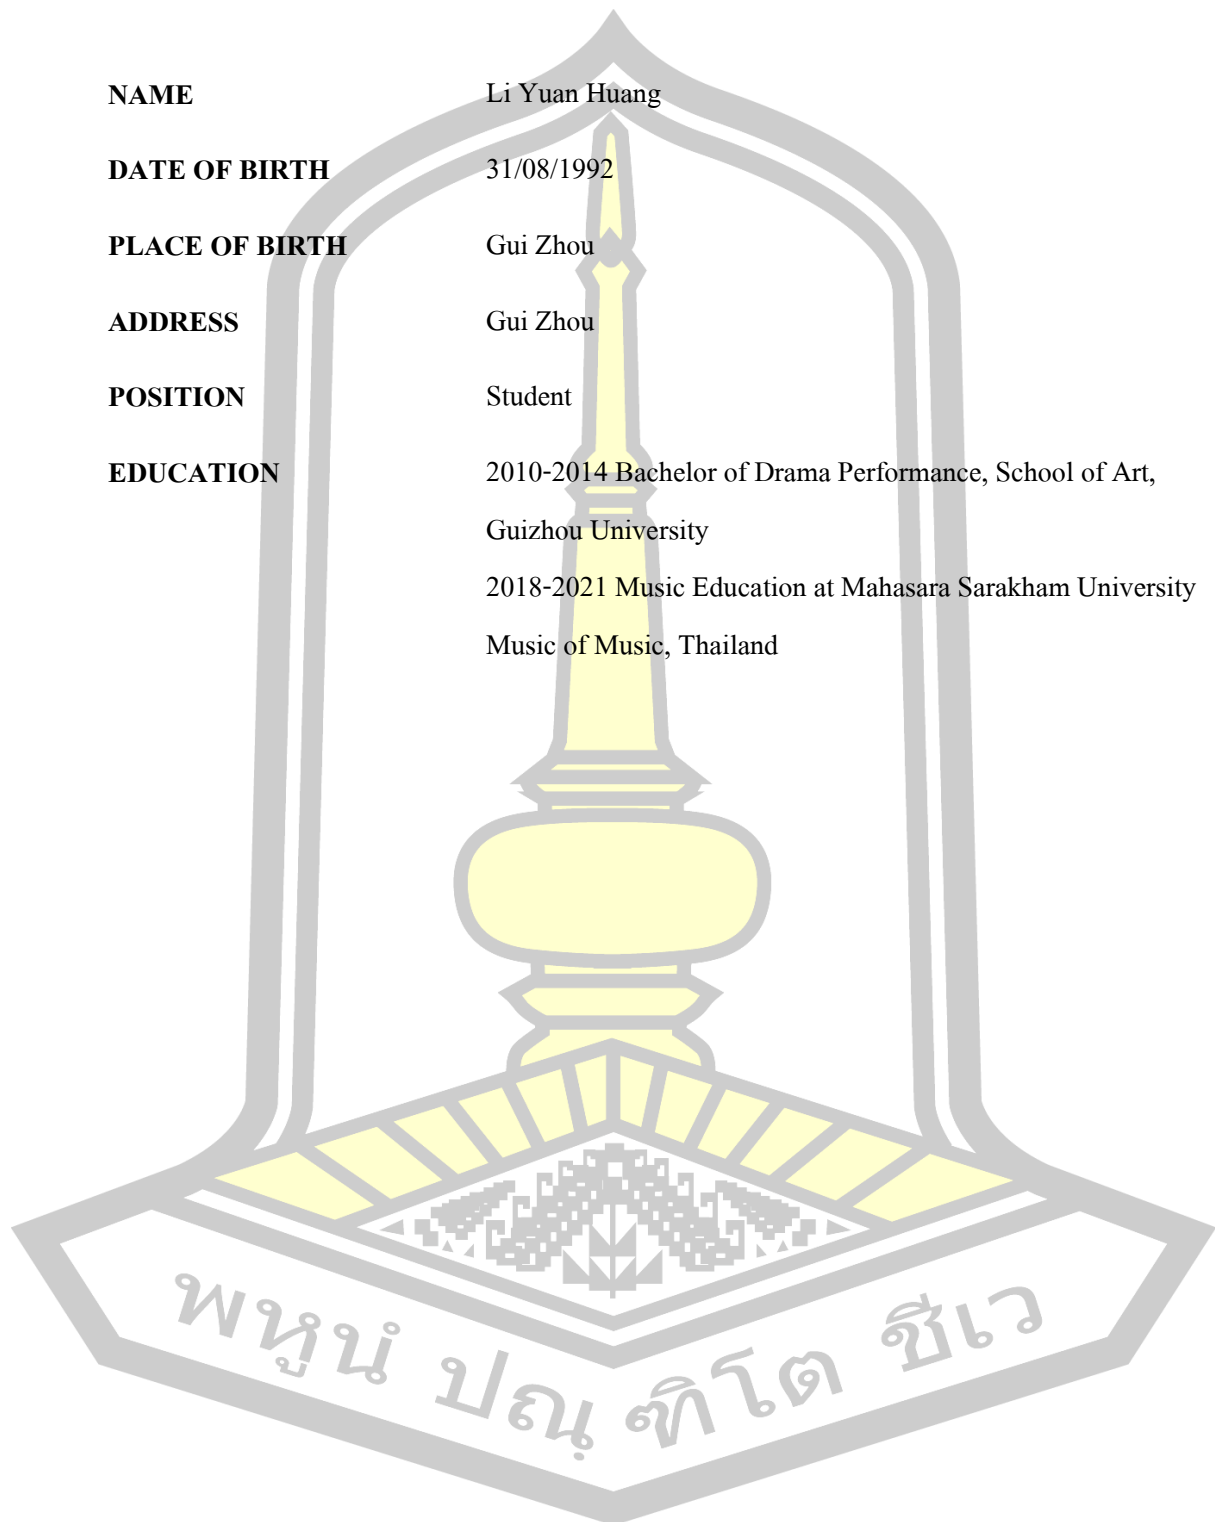 NAME Li Yuan Huang
DATE OF BIRTH 31/08/1992
PLACE OF BIRTH Gui Zhou
ADDRESS Gui Zhou
POSITION Student
EDUCATION 2010-2014 Bachelor of Drama Performance, School of Art,
Guizhou University
2018-2021 Music Education at Mahasara Sarakham University
Music of Music, Thailand
พหูนํ ปณฺฑิโต ชีเว